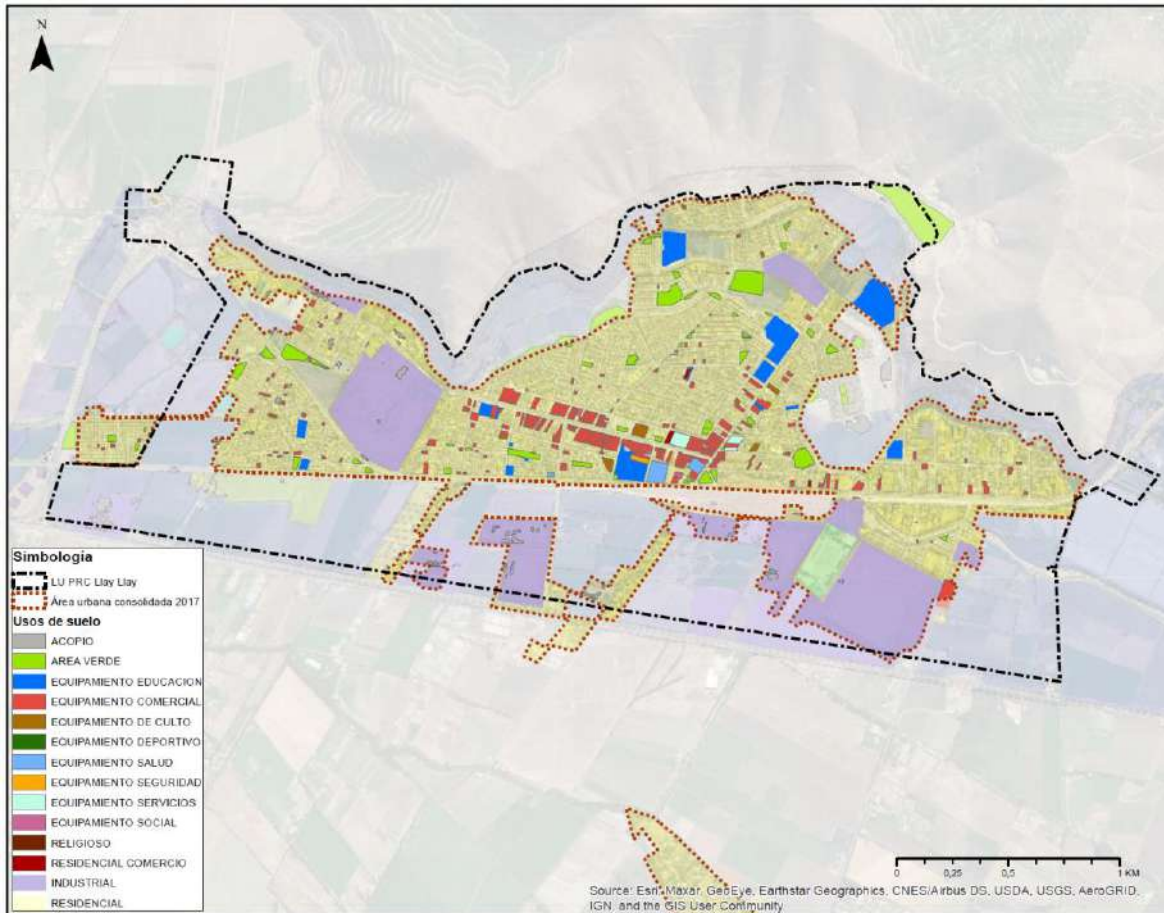 N
Simbología
LU PRC Llay Llay
Área urbana consolidada 2017
Usos de suelo
ACOPIO
AREA VERDE
EQUIPAMIENTO EDUCACION
EQUIPAMIENTO COMERCIAL
EQUIPAMIENTO DE CULTO
EQUIPAMIENTO DEPORTIVO
EQUIPAMIENTO SALUD
EQUIPAMIENTO SEGURIDAD
EQUIPAMIENTO SERVICIOS
EQUIPAMIENTO SOCIAL
RELIGIOSO
RESIDENCIAL COMERCIO
INDUSTRIAL
RESIDENCIAL
0 0,25 0,5 1 KM
Source: Esri, Maxar, GeoEye, Earthstar Geographics, CNES/Airbus DS, USDA, USGS, AeroGRID,
IGN, and the GIS User Community